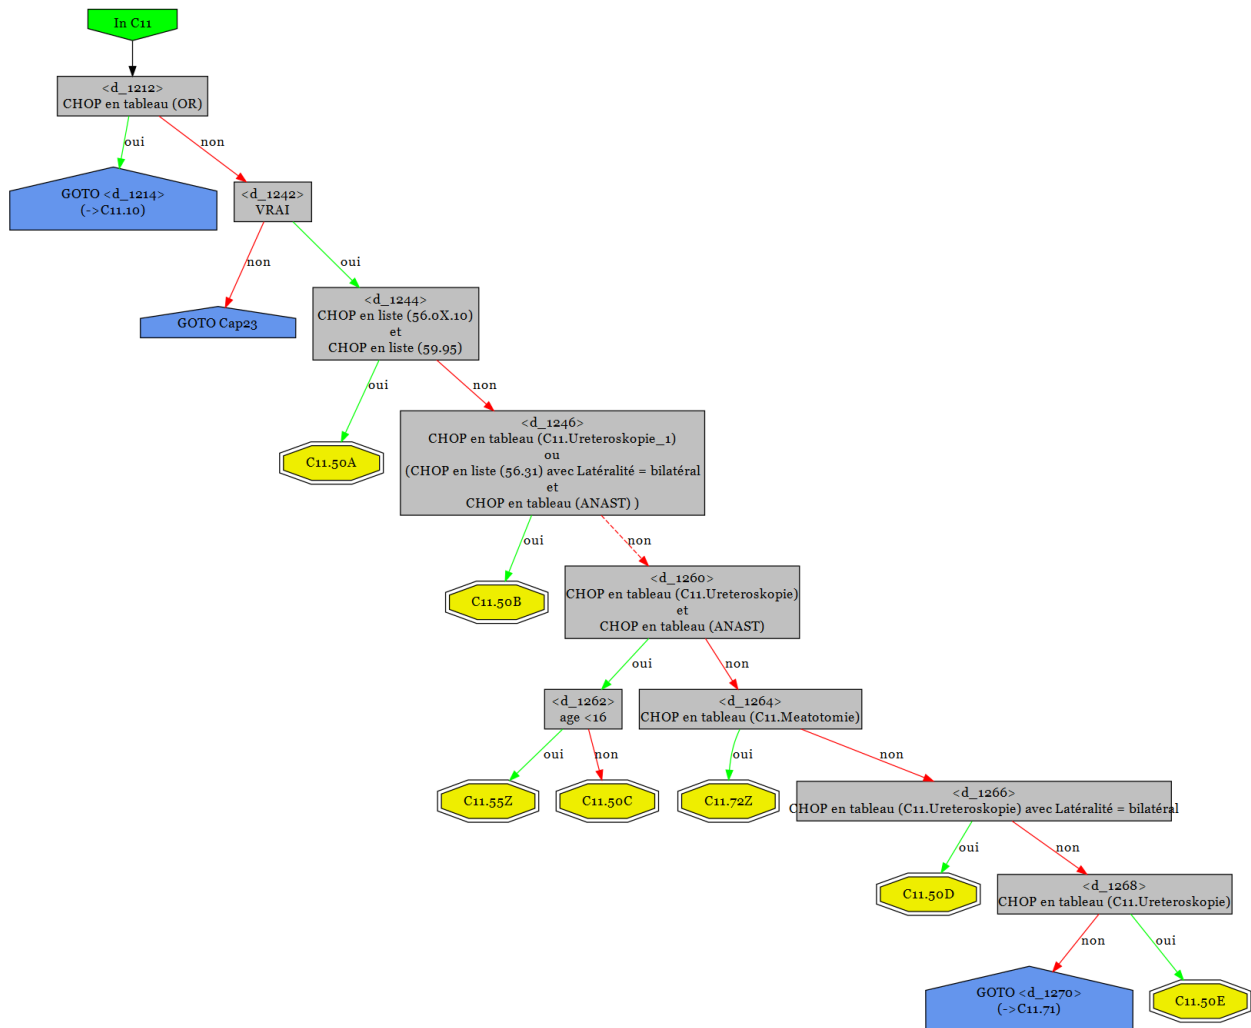 In C11
<d_1212>
CHOP en tableau (OR)
oui
non
GOTO <d_1214>
(->C11.10)
<d_1242>
VRAI
non
oui
GOTO Cap23
<d_1244>
CHOP en liste (56.0X.10)
et
CHOP en liste (59.95)
oui
non
C11.50A
<d_1246>
CHOP en tableau (C11.Ureteroskopie_1)
ou
(CHOP en liste (56.31) avec Latéralité = bilatéral
et
CHOP en tableau (ANAST) )
oui
non
C11.50B
<d_1260>
CHOP en tableau (C11.Ureteroskopie)
et
CHOP en tableau (ANAST)
oui
non
<d_1262>
age <16
<d_1264>
CHOP en tableau (C11.Meatotomie)
oui
non
oui
non
C11.55Z
C11.50C
C11.72Z
<d_1266>
CHOP en tableau (C11.Ureteroskopie) avec Latéralité = bilatéral
oui
non
C11.50D
<d_1268>
CHOP en tableau (C11.Ureteroskopie)
non
oui
GOTO <d_1270>
(->C11.71)
C11.50E